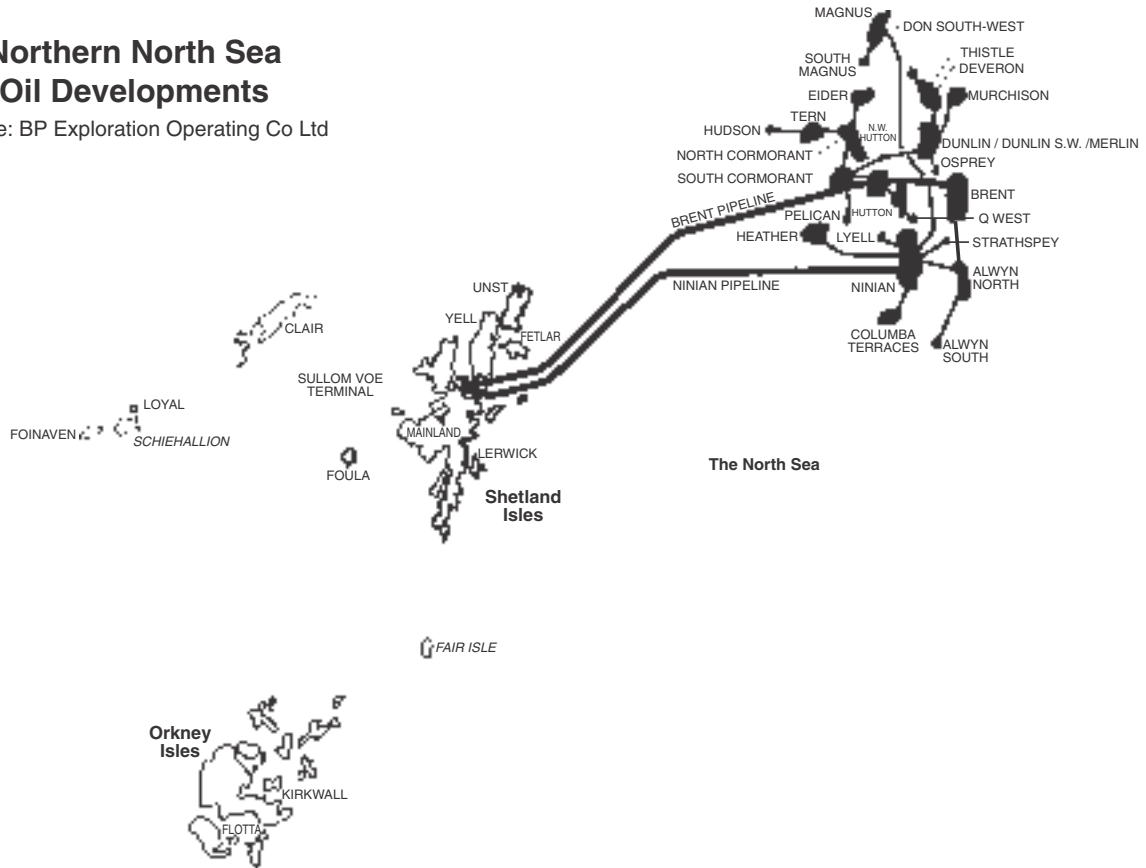 Northern North Sea
Oil Developments
e: BP Exploration Operating Co Ltd
MAGNUS
DON SOUTH-WEST
SOUTH
MAGNUS
THISTLE
DEVERON
EIDER
MURCHISON
TERN
HUDSON
N.W.
HUTTON
NORTH CORMORANT
DUNLIN / DUNLIN S.W. /MERLIN
OSPREY
SOUTH CORMORANT
BRENT
BRENT PIPELINE
PELICAN
HUTTON
Q WEST
HEATHER
LYELL
STRATHSPEY
NINIAN PIPELINE
NINIAN
ALWYN
NORTH
COLUMBA
TERRACES
ALWYN
SOUTH
UNST
YELL
FETLAR
CLAIR
SULLOM VOE
TERMINAL
LOYAL
FOINAVEN
SCHIEHALLION
MAINLAND
LERWICK
FOULA
The North Sea
Shetland
Isles
FAIR ISLE
Orkney
Isles
KIRKWALL
FLOTTA